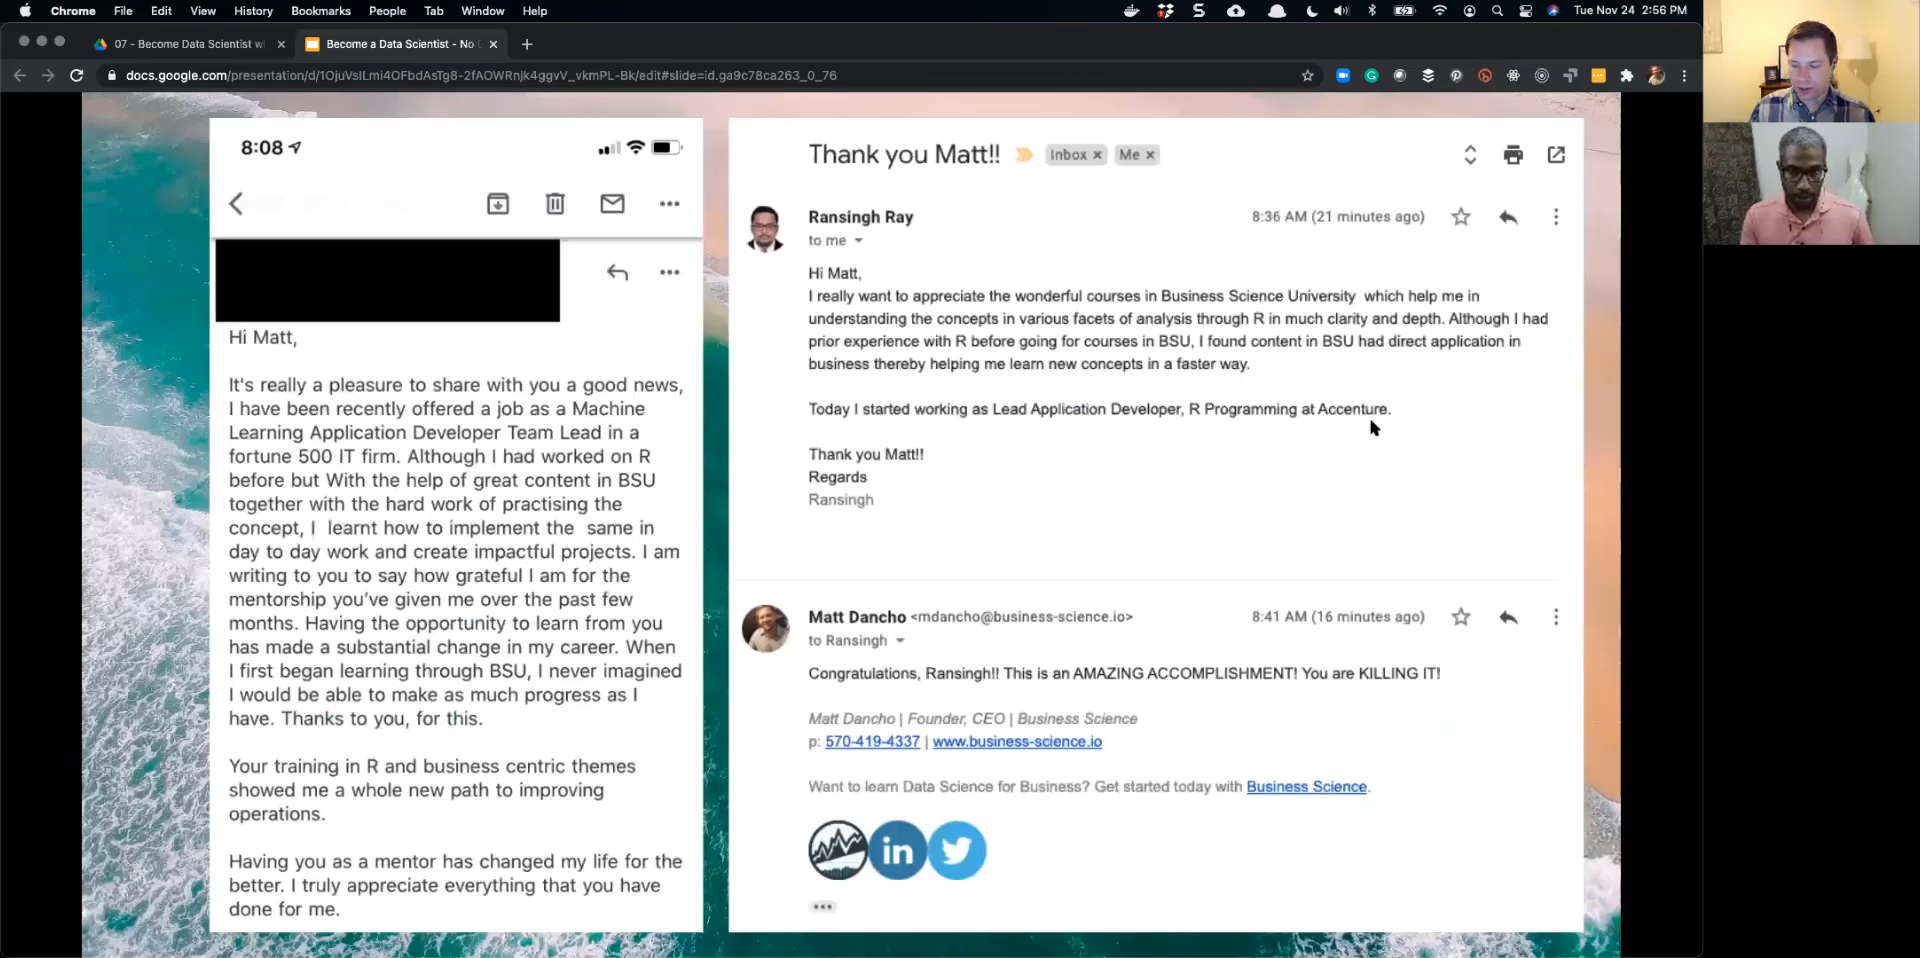 Chrome File Edit View History Bookmarks People Tab Window Help
Tue Nov 24 2:56 PM
07 - Become Data Scientist
Become a Data Scientist - No
docs.google.com/presentation/d/
8:08
Hi Matt,
It's really a pleasure to share with you a good news,
I have been recently offered a job as a Machine
Learning Application Developer Team Lead in a
fortune 500 IT firm. Although I had worked on R
before but With the help of great content in BSU
together with the hard work of practising the
concept, I learnt how to implement the same in
day to day work and create impactful projects. I am
writing to you to say how grateful I am for the
mentorship you've given me over the past few
months. Having the opportunity to learn from you
has made a substantial change in my career. When
I first began learning through BSU, I never imagined
I would be able to make as much progress as I
have. Thanks to you, for this.
Your training in R and business centric themes
showed me a whole new path to improving
operations.
Having you as a mentor has changed my life for the
better. I truly appreciate everything that you have
done for me.
Thank you Matt!! Inbox x Me x
Ransingh Ray 8:36 AM (21 minutes ago)
to me
Hi Matt,
I really want to appreciate the wonderful courses in Business Science University which help me in
understanding the concepts in various facets of analysis through R in much clarity and depth. Although I had
prior experience with R before going for courses in BSU, I found content in BSU had direct application in
business thereby helping me learn new concepts in a faster way.
Today I started working as Lead Application Developer, R Programming at Accenture.
Thank you Matt!!
Regards
Ransingh
Matt Dancho <mdancho@business-science.io> 8:41 AM (16 minutes ago)
to Ransingh
Congratulations, Ransingh!! This is an AMAZING ACCOMPLISHMENT! You are KILLING IT!
Matt Dancho | Founder, CEO | Business Science
p: 570-419-4337 | www.business-science.io
Want to learn Data Science for Business? Get started today with Business Science.
in